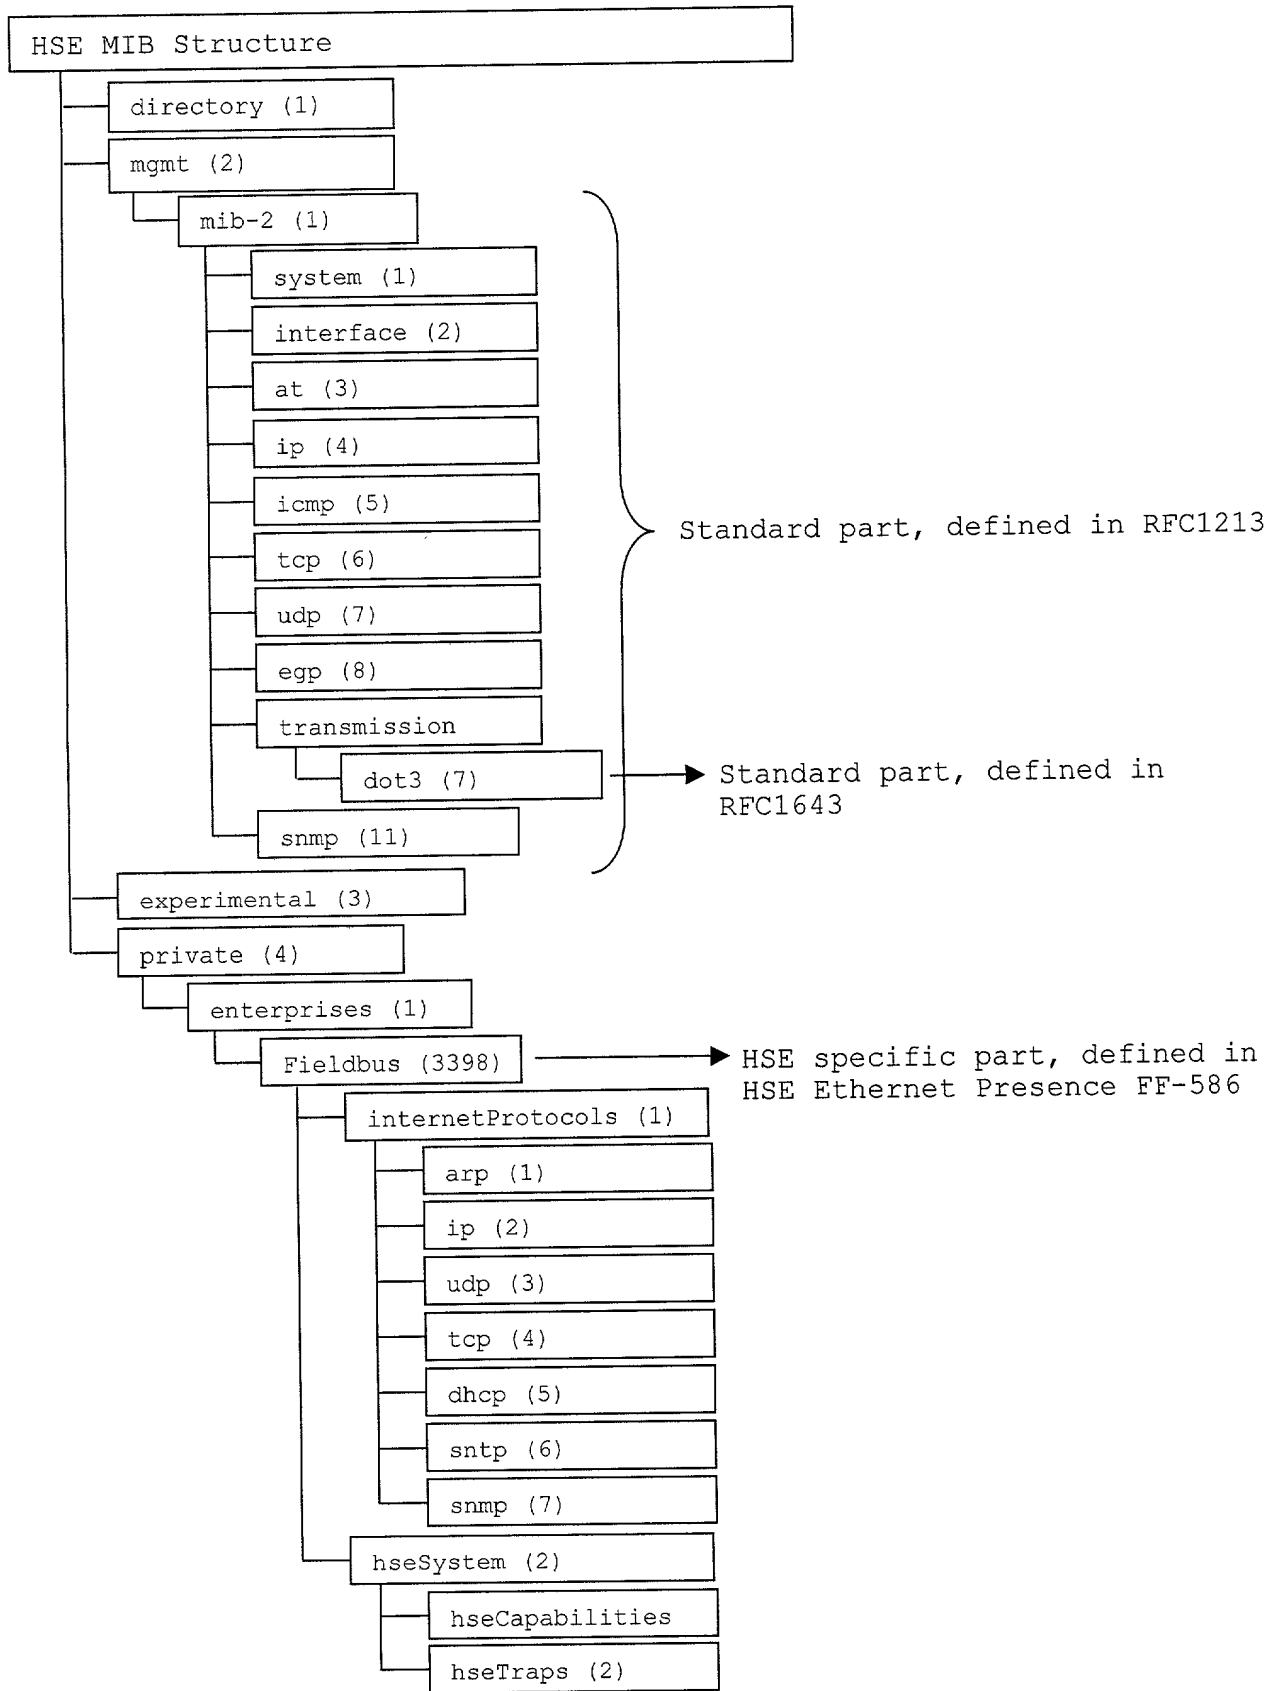 HSE MIB Structure
directory (1)
mgmt (2)
mib-2 (1)
system (1)
interface (2)
at (3)
ip (4)
icmp (5)
Standard part, defined in RFC1213
tcp (6)
udp (7)
egp (8)
transmission
dot3 (7)
Standard part, defined in
RFC1643
snmp (11)
experimental (3)
private (4)
enterprises (1)
Fieldbus (3398)
HSE specific part, defined in
HSE Ethernet Presence FF-586
internetProtocols (1)
arp (1)
ip (2)
udp (3)
tcp (4)
dhcp (5)
sntp (6)
snmp (7)
hseSystem (2)
hseCapabilities
hseTraps (2)